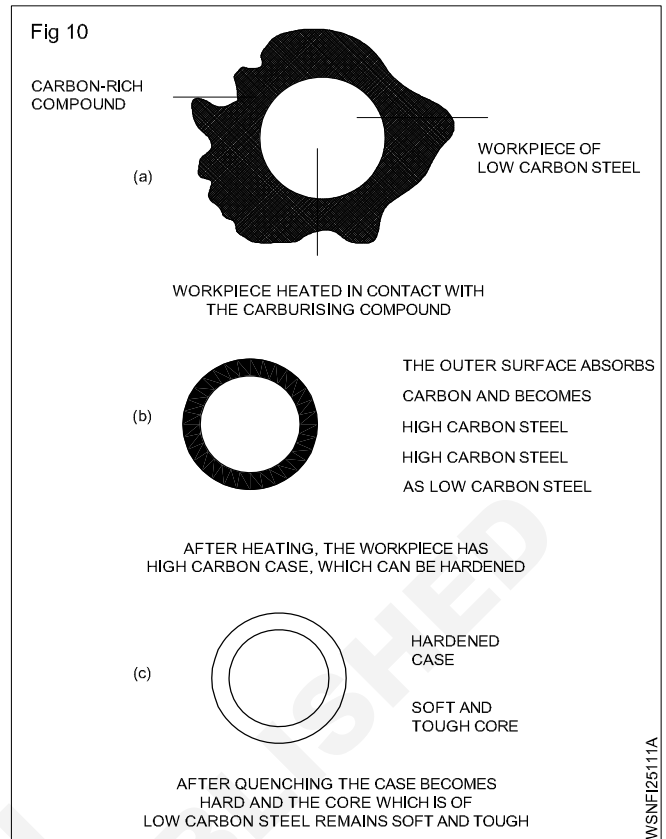 Fig 10
CARBON-RICH
COMPOUND
WORKPIECE OF
LOW CARBON STEEL
(a)
WORKPIECE HEATED IN CONTACT WITH
THE CARBURISING COMPOUND
(b)
THE OUTER SURFACE ABSORBS
CARBON AND BECOMES
HIGH CARBON STEEL
HIGH CARBON STEEL
AS LOW CARBON STEEL
AFTER HEATING, THE WORKPIECE HAS
HIGH CARBON CASE, WHICH CAN BE HARDENED
(c)
HARDENED
CASE
SOFT AND
TOUGH CORE
AFTER QUENCHING THE CASE BECOMES
HARD AND THE CORE WHICH IS OF
LOW CARBON STEEL REMAINS SOFT AND TOUGH
WSNFI25111A